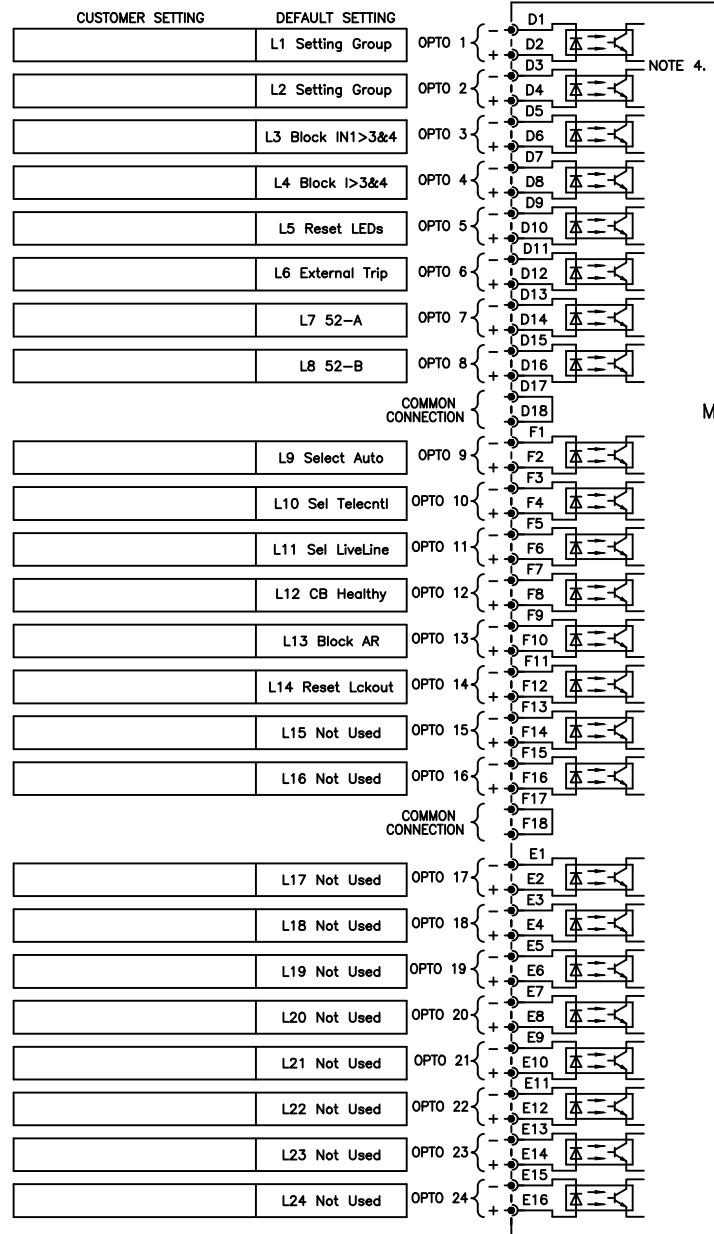 CUSTOMER SETTING DEFAULT SETTING
D1
L1 Setting Group OPTO 1 - + D2
NOTE 4.
D3
L2 Setting Group OPTO 2 - + D4
D5
L3 Block IN1>3&4 OPTO 3 - + D6
D7
L4 Block I>3&4 OPTO 4 - + D8
D9
L5 Reset LEDs OPTO 5 - + D10
D11
L6 External Trip OPTO 6 - + D12
D13
L7 52-A OPTO 7 - + D14
D15
L8 52-B OPTO 8 - + D16
D17
COMMON
CONNECTION D18
M
F1
L9 Select Auto OPTO 9 - + F2
F3
L10 Sel Telecntl OPTO 10 - + F4
F5
L11 Sel LiveLine OPTO 11 - + F6
F7
L12 CB Healthy OPTO 12 - + F8
F9
L13 Block AR OPTO 13 - + F10
F11
L14 Reset Lckout OPTO 14 - + F12
F13
L15 Not Used OPTO 15 - + F14
F15
L16 Not Used OPTO 16 - + F16
F17
COMMON
CONNECTION F18
E1
L17 Not Used OPTO 17 - + E2
E3
L18 Not Used OPTO 18 - + E4
E5
L19 Not Used OPTO 19 - + E6
E7
L20 Not Used OPTO 20 - + E8
E9
L21 Not Used OPTO 21 - + E10
E11
L22 Not Used OPTO 22 - + E12
E13
L23 Not Used OPTO 23 - + E14
E15
L24 Not Used OPTO 24 - + E16